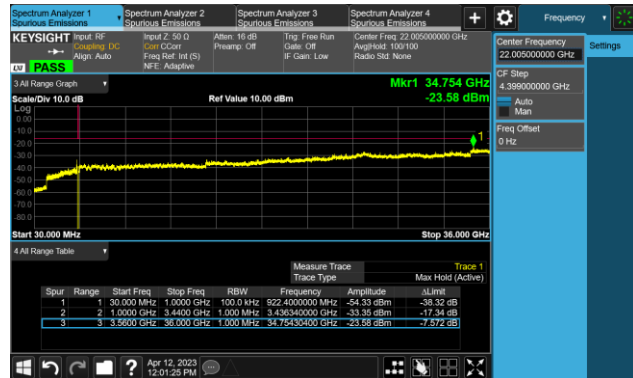 Spectrum Analyzer 1
Spurious Emissions
Spectrum Analyzer 2
Spurious Emissions
Spectrum Analyzer 3
Spurious Emissions
Spectrum Analyzer 4
Spurious Emissions
+
Frequency
KEYSIGHT
Input: RF
Coupling: DC
Align: Auto
Input Z: 50 Ω
Corr CCorr
Freq Ref: Int (S)
NFE: Adaptive
Atten: 16 dB
Preamp: Off
Trig: Free Run
Gate: Off
IF Gain: Low
Center Freq: 22.005000000 GHz
Avg|Hold: 100/100
Radio Std: None
LXI PASS
Center Frequency
22.005000000 GHz
Settings
CF Step
4.399000000 GHz
Auto
Man
Freq Offset
0 Hz
3 All Range Graph
Mkr1 34.754 GHz
Scale/Div 10.0 dB
Ref Value 10.00 dBm
-23.58 dBm
Log
0.00
-10.0
-20.0
-30.0
-40.0
-50.0
-60.0
-70.0
-80.0
1
Start 30.000 MHz
Stop 36.000 GHz
4 All Range Table
Measure Trace Trace 1
Trace Type Max Hold (Active)
Spur Range Start Freq Stop Freq RBW Frequency Amplitude ΔLimit
1 1 30.000 MHz 1.0000 GHz 100.0 kHz 922.4000000 MHz -54.33 dBm -38.32 dB
2 2 1.0000 GHz 3.4400 GHz 1.000 MHz 3.436340000 GHz -33.35 dBm -17.34 dB
3 3 3.5600 GHz 36.000 GHz 1.000 MHz 34.75430400 GHz -23.58 dBm -7.572 dB
?
Apr 12, 2023
12:01:25 PM